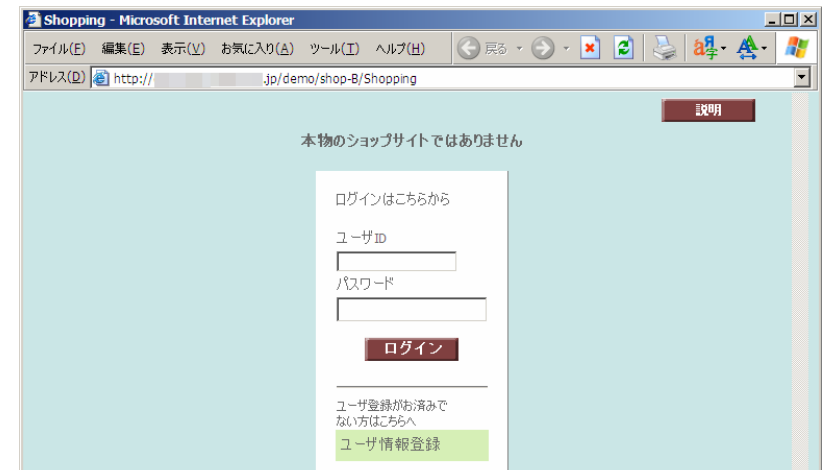 Shopping - Microsoft Internet Explorer
ファイル(F) 編集(E) 表示(V) お気に入り(A) ツール(T) ヘルプ(H) 戻る
アドレス(D) http:// .jp/demo/shop-B/Shopping
説明
本物のショップサイトではありません
ログインはこちらから
ユーザID
パスワード
ログイン
ユーザ登録がお済みで
ない方はこちらへ
ユーザ情報登録